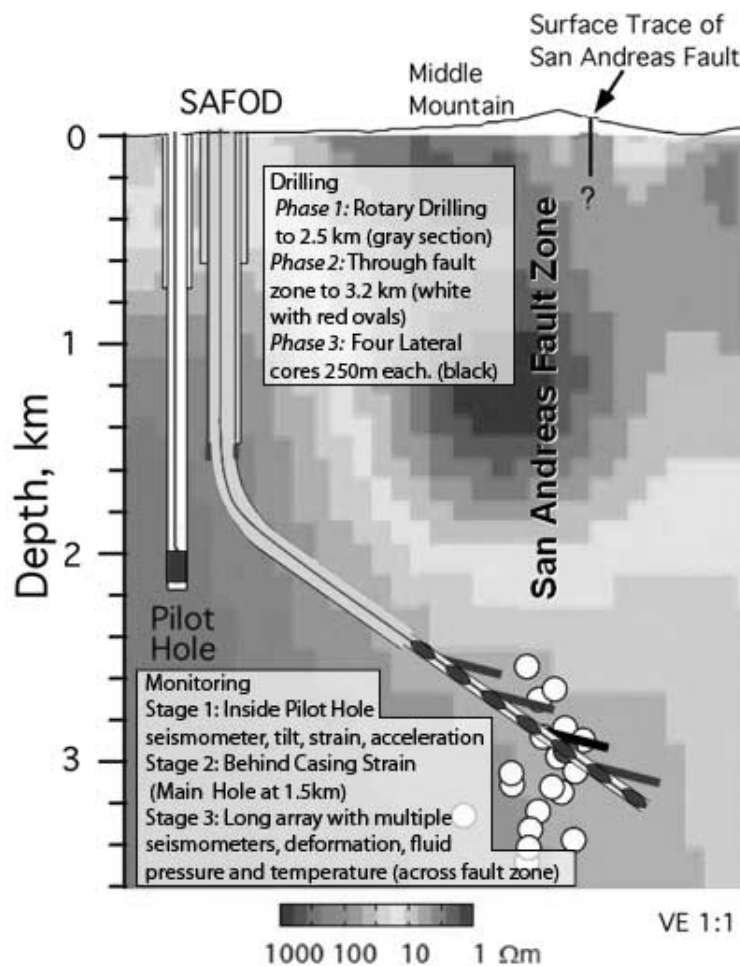 Surface Trace of
San Andreas Fault
Middle
Mountain
SAFOD
0
Drilling
Phase 1: Rotary Drilling
to 2.5 km (gray section)
Phase 2: Through fault
zone to 3.2 km (white
with red ovals)
Phase 3: Four Lateral
cores 250m each. (black)
?
San Andreas Fault Zone
1
Depth, km
2
Pilot
Hole
Monitoring
Stage 1: Inside Pilot Hole
seismometer, tilt, strain, acceleration
Stage 2: Behind Casing Strain
(Main Hole at 1.5km)
Stage 3: Long array with multiple
seismometers, deformation, fluid
pressure and temperature (across fault zone)
3
VE 1:1
1000 100 10 1 Ωm